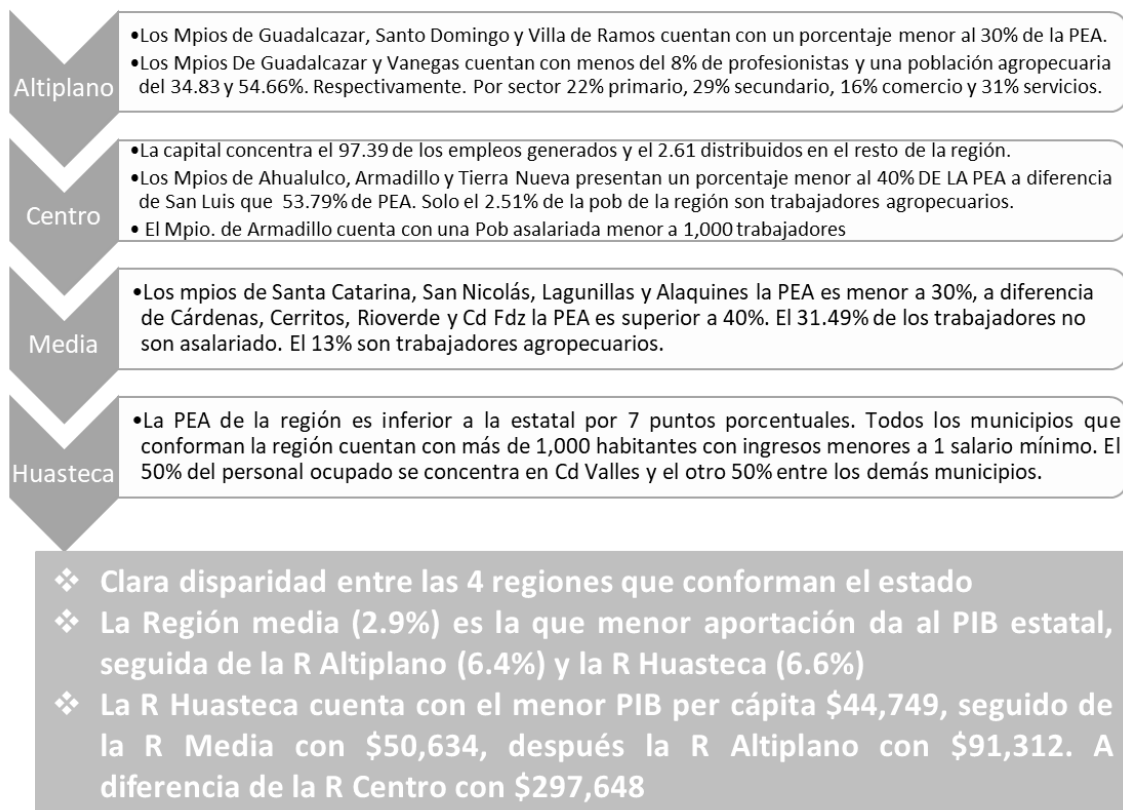 Altiplano
•Los Mpios de Guadalcazar, Santo Domingo y Villa de Ramos cuentan con un porcentaje menor al 30% de la PEA.
•Los Mpios De Guadalcazar y Vanegas cuentan con menos del 8% de profesionistas y una población agropecuaria
del 34.83 y 54.66%. Respectivamente. Por sector 22% primario, 29% secundario, 16% comercio y 31% servicios.
Centro
•La capital concentra el 97.39 de los empleos generados y el 2.61 distribuidos en el resto de la región.
•Los Mpios de Ahualulco, Armadillo y Tierra Nueva presentan un porcentaje menor al 40% DE LA PEA a diferencia
de San Luis que 53.79% de PEA. Solo el 2.51% de la pob de la región son trabajadores agropecuarios.
• El Mpio. de Armadillo cuenta con una Pob asalariada menor a 1,000 trabajadores
Media
•Los mpios de Santa Catarina, San Nicolás, Lagunillas y Alaquines la PEA es menor a 30%, a diferencia
de Cárdenas, Cerritos, Rioverde y Cd Fdz la PEA es superior a 40%. El 31.49% de los trabajadores no
son asalariado. El 13% son trabajadores agropecuarios.
Huasteca
•La PEA de la región es inferior a la estatal por 7 puntos porcentuales. Todos los municipios que
conforman la región cuentan con más de 1,000 habitantes con ingresos menores a 1 salario mínimo. El
50% del personal ocupado se concentra en Cd Valles y el otro 50% entre los demás municipios.
❖ Clara disparidad entre las 4 regiones que conforman el estado
❖ La Región media (2.9%) es la que menor aportación da al PIB estatal,
seguida de la R Altiplano (6.4%) y la R Huasteca (6.6%)
❖ La R Huasteca cuenta con el menor PIB per cápita $44,749, seguido de
la R Media con $50,634, después la R Altiplano con $91,312. A
diferencia de la R Centro con $297,648